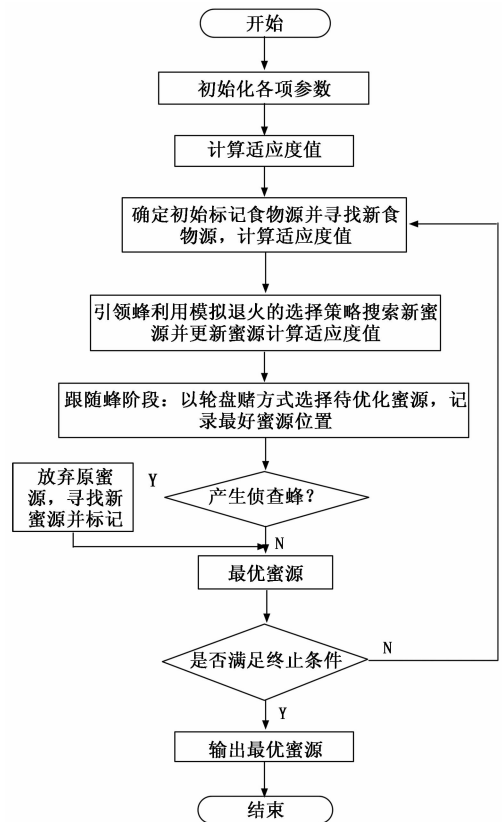 开始
初始化各项参数
计算适应度值
确定初始标记食物源并寻找新食
物源，计算适应度值
引领蜂利用模拟退火的选择策略搜索新蜜
源并更新蜜源计算适应度值
跟随蜂阶段：以轮盘赌方式选择待优化蜜源，记
录最好蜜源位置
放弃原蜜
源，寻找新
蜜源并标记
Y
产生侦查蜂？
N
最优蜜源
是否满足终止条件
N
Y
输出最优蜜源
结束